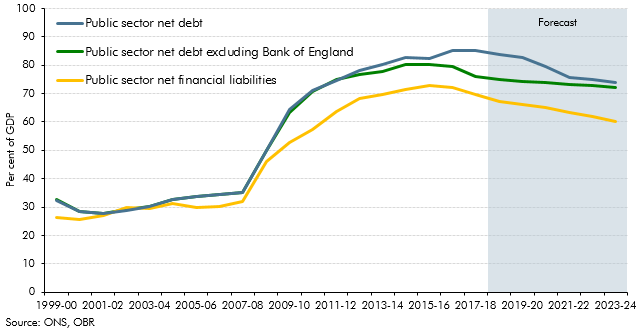 100
90
80
70
60
50
40
30
20
10
0
Per cent of GDP
Public sector net debt
Public sector net debt excluding Bank of England
Public sector net financial liabilities
Forecast
1999-00 2001-02 2003-04 2005-06 2007-08 2009-10 2011-12 2013-14 2015-16 2017-18 2019-20 2021-22 2023-24
Source: ONS, OBR